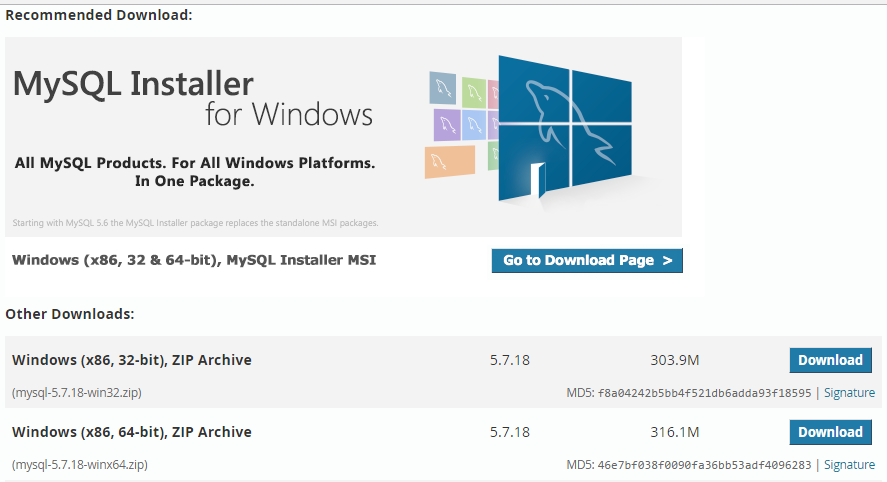 Recommended Download:
MySQL Installer
for Windows
All MySQL Products. For All Windows Platforms.
In One Package.
Starting with MySQL 5.6 the MySQL Installer package replaces the standalone MSI packages.
Windows (x86, 32 & 64-bit), MySQL Installer MSI Go to Download Page >
Other Downloads:
Windows (x86, 32-bit), ZIP Archive 5.7.18 303.9M Download
(mysql-5.7.18-win32.zip) MD5: f8a04242b5bb4f521db6adda93f18595 | Signature
Windows (x86, 64-bit), ZIP Archive 5.7.18 316.1M Download
(mysql-5.7.18-winx64.zip) MD5: 46e7bf038f0090fa36bb53adf4096283 | Signature